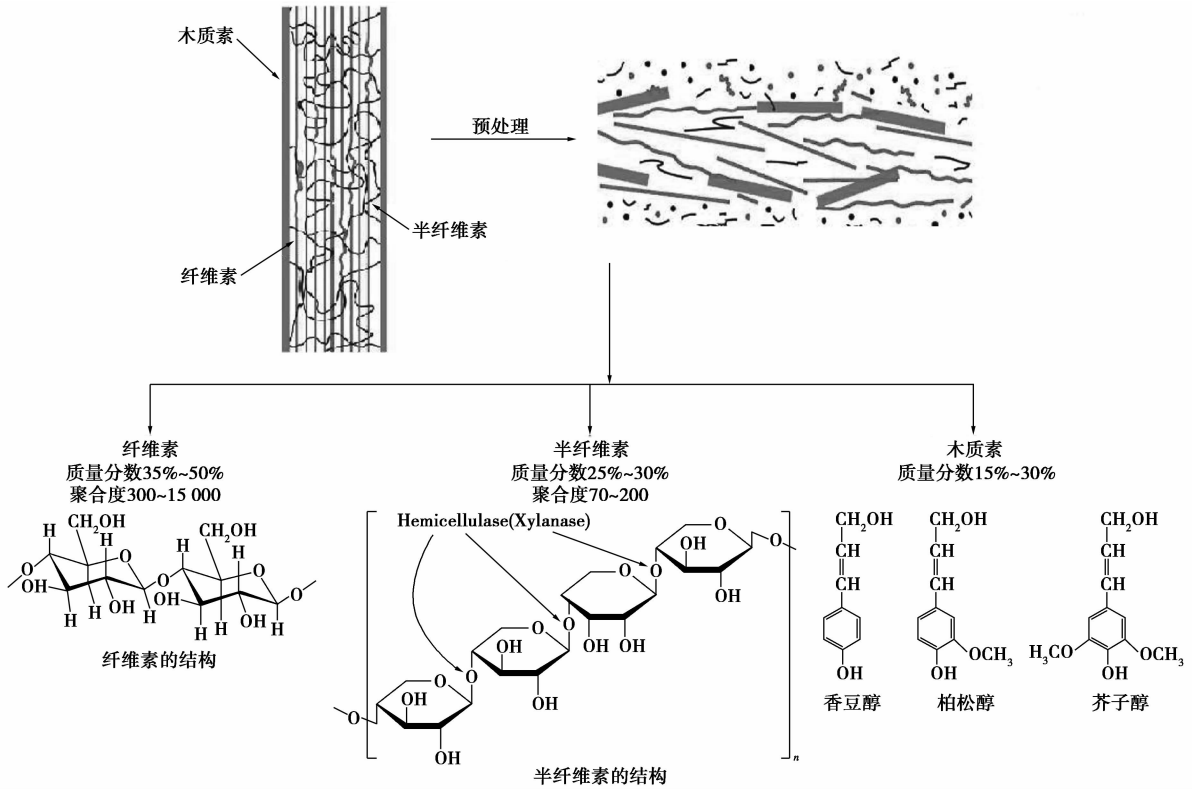 木质素
预处理
半纤维素
纤维素
纤维素
质量分数35%~50%
聚合度300~15 000
半纤维素
质量分数25%~30%
聚合度70~200
木质素
质量分数15%~30%
H
CH₂OH
H
O
H
OH
H
H
OH
H
O
H
CH₂OH
H
O
OH
H
H
OH
H
O
纤维素的结构
Hemicellulase(Xylanase)
O
OH
OH
O
O
O
OH
OH
O
O
OH
OH
O
O
OH
OH
O
n
半纤维素的结构
CH₂OH
CH
CH
OH
香豆醇
CH₂OH
CH
CH
OCH₃
OH
柏松醇
CH₂OH
CH
CH
H₃CO
OCH₃
OH
芥子醇